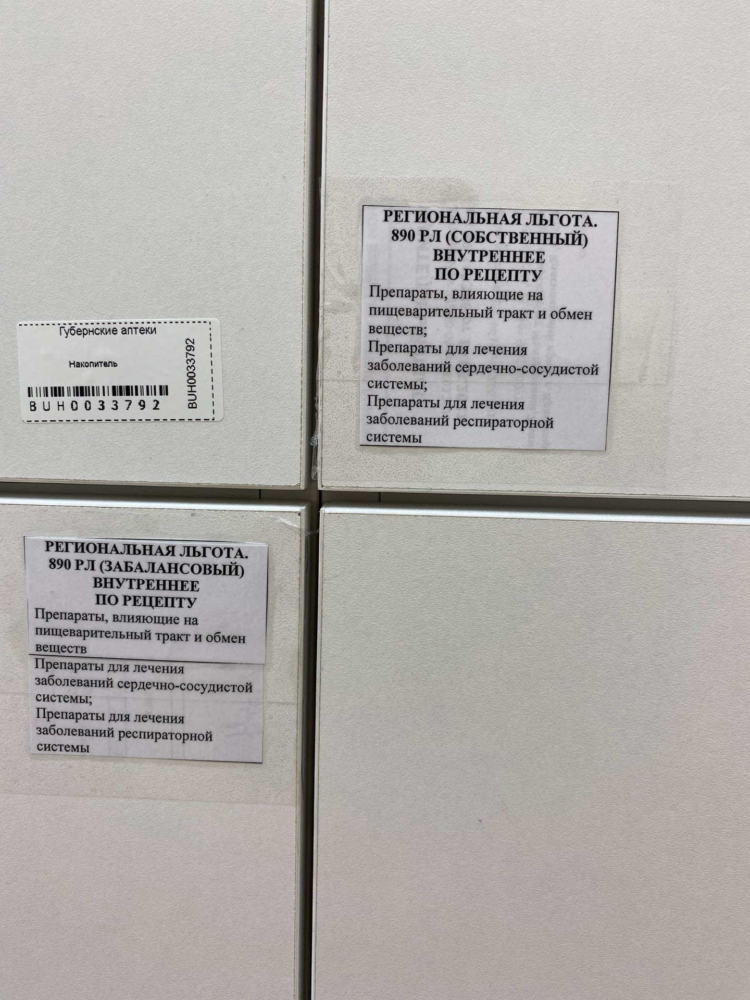 Губернские аптеки
Накопитель
BUH0033792
BUH0033792
РЕГИОНАЛЬНАЯ ЛЬГОТА.
890 РЛ (СОБСТВЕННЫЙ)
ВНУТРЕННЕЕ
ПО РЕЦЕПТУ
Препараты, влияющие на
пищеварительный тракт и обмен
веществ;
Препараты для лечения
заболеваний сердечно-сосудистой
системы;
Препараты для лечения
заболеваний респираторной
системы
РЕГИОНАЛЬНАЯ ЛЬГОТА.
890 РЛ (ЗАБАЛАНСОВЫЙ)
ВНУТРЕННЕЕ
ПО РЕЦЕПТУ
Препараты, влияющие на
пищеварительный тракт и обмен
веществ
Препараты для лечения
заболеваний сердечно-сосудистой
системы;
Препараты для лечения
заболеваний респираторной
системы